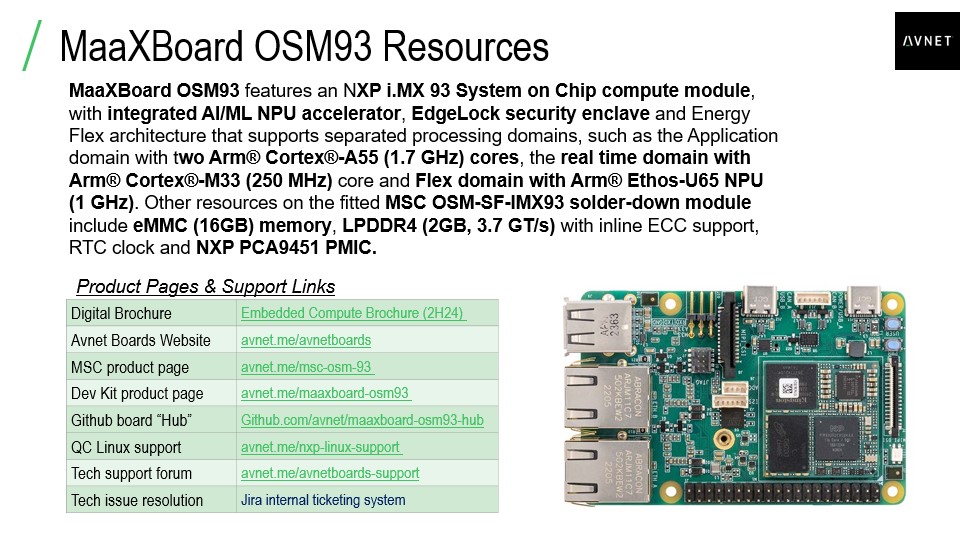 MaaXBoard OSM93 Resources
AVNET
MaaXBoard OSM93 features an NXP i.MX 93 System on Chip compute module,
with integrated AI/ML NPU accelerator, EdgeLock security enclave and Energy
Flex architecture that supports separated processing domains, such as the Application
domain with two Arm® Cortex®-A55 (1.7 GHz) cores, the real time domain with
Arm® Cortex®-M33 (250 MHz) core and Flex domain with Arm® Ethos-U65 NPU
(1 GHz). Other resources on the fitted MSC OSM-SF-IMX93 solder-down module
include eMMC (16GB) memory, LPDDR4 (2GB, 3.7 GT/s) with inline ECC support,
RTC clock and NXP PCA9451 PMIC.
Product Pages & Support Links
Digital Brochure Embedded Compute Brochure (2H24)
Avnet Boards Website avnet.me/avnetboards
MSC product page avnet.me/msc-osm-93
Dev Kit product page avnet.me/maaxboard-osm93
Github board “Hub” Github.com/avnet/maaxboard-osm93-hub
QC Linux support avnet.me/nxp-linux-support
Tech support forum avnet.me/avnetboards-support
Tech issue resolution Jira internal ticketing system
2363
JTAG
ABRACON
ARJM11C7
2205
ABRACON
ARJM11C7
2205
Kingston